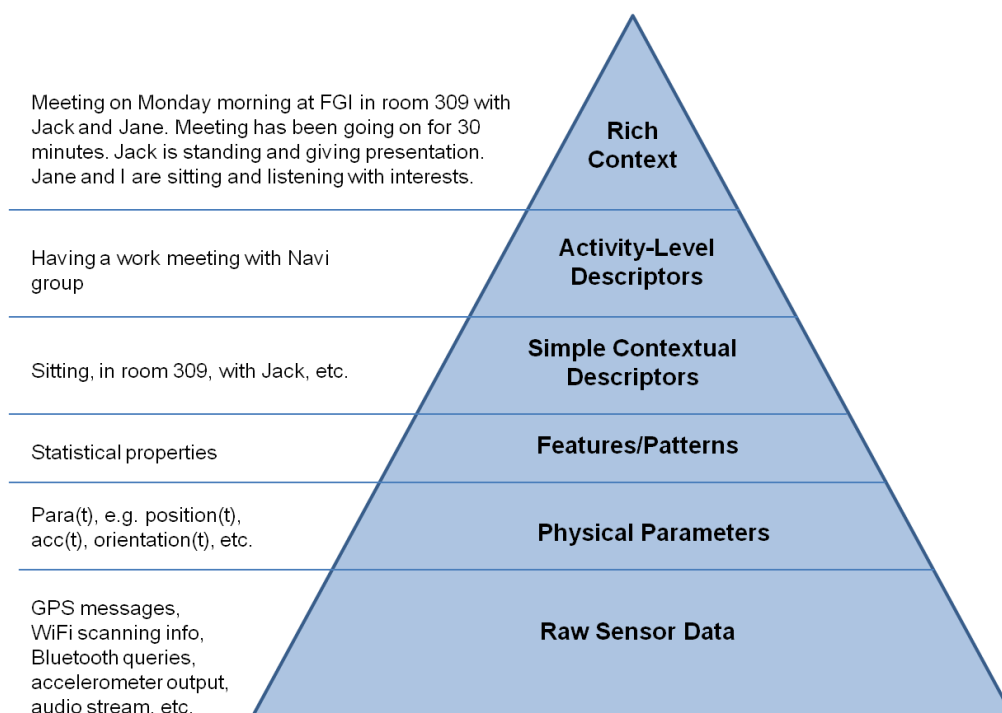 Meeting on Monday morning at FGI in room 309 with
Jack and Jane. Meeting has been going on for 30
minutes. Jack is standing and giving presentation.
Jane and I are sitting and listening with interests.
Rich
Context
Having a work meeting with Navi
group
Activity-Level
Descriptors
Sitting, in room 309, with Jack, etc.
Simple Contextual
Descriptors
Statistical properties
Features/Patterns
Para(t), e.g. position(t),
acc(t), orientation(t), etc.
Physical Parameters
GPS messages,
WiFi scanning info,
Bluetooth queries,
accelerometer output,
audio stream, etc.
Raw Sensor Data